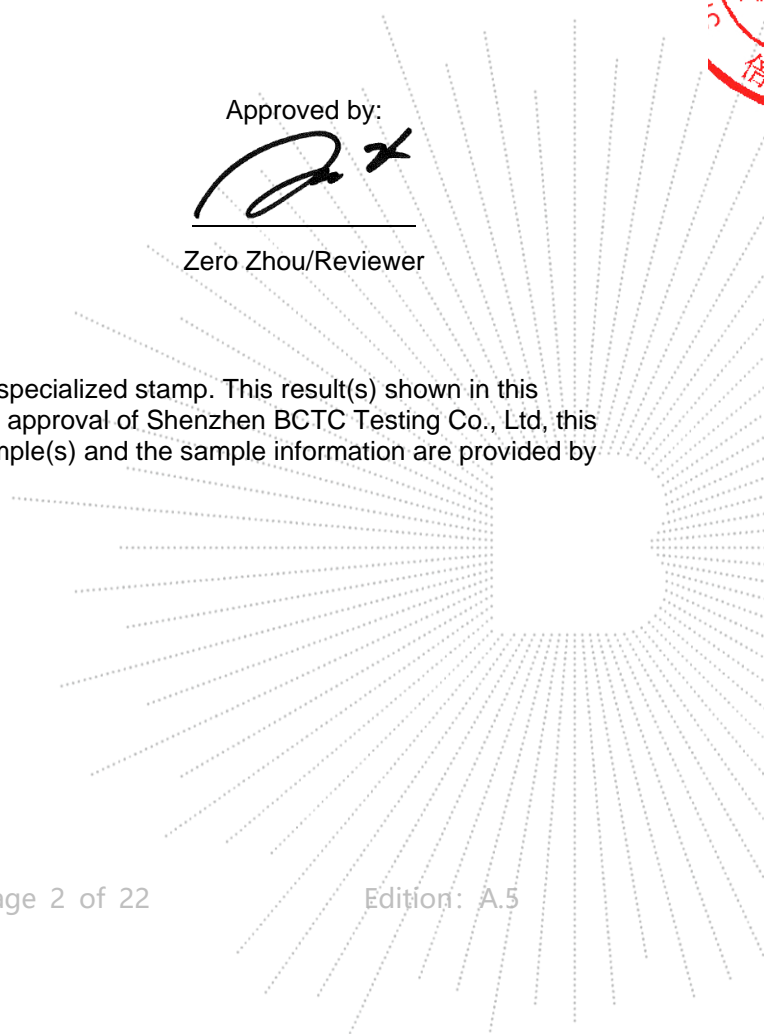 Approved by:
Zero Zhou/Reviewer
specialized stamp. This result(s) shown in this
approval of Shenzhen BCTC Testing Co., Ltd, this
mple(s) and the sample information are provided by
ge 2 of 22 Edition: A.5